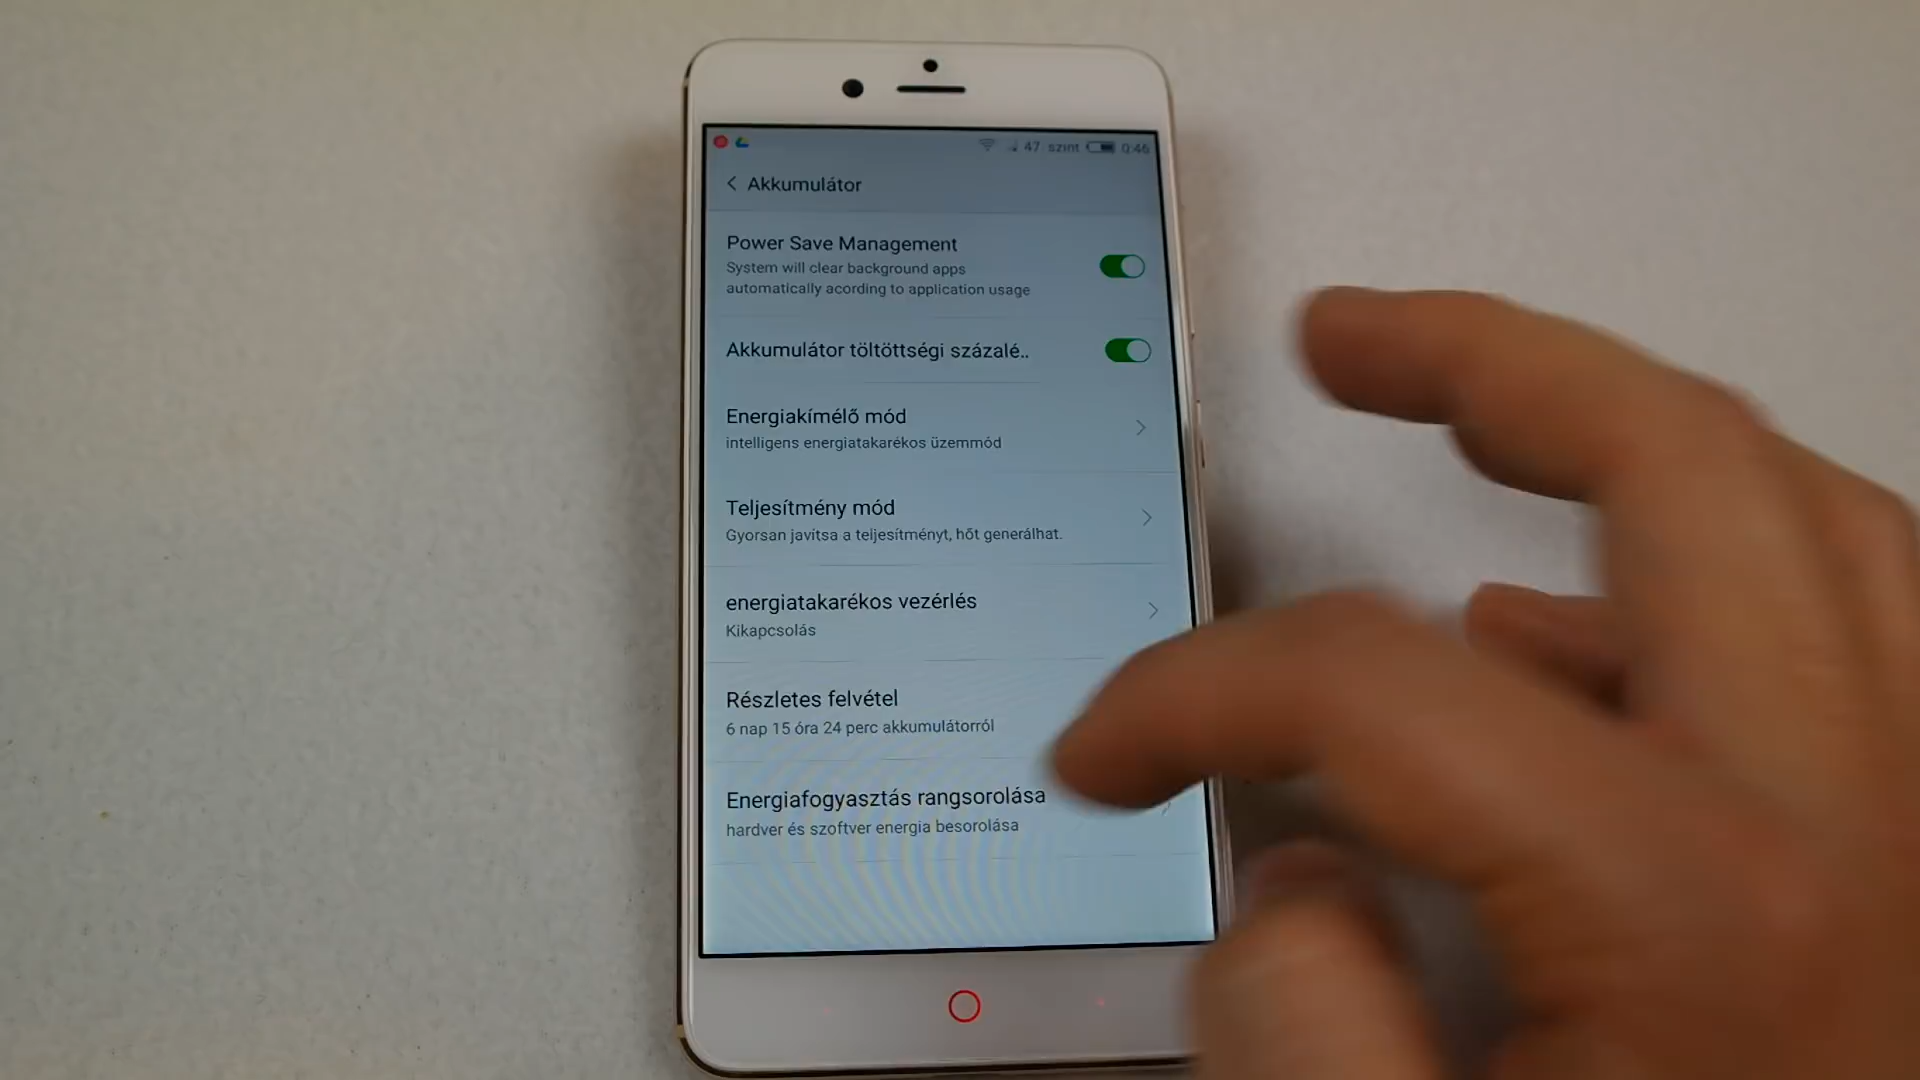 47. szint 0:46
Akkumulátor
Power Save Management
System will clear background apps
automatically acording to application usage
Akkumulátor töltöttségi százalé..
Energiakímélő mód
intelligens energiatakarékos üzemmód
Teljesítmény mód
Gyorsan javítsa a teljesítményt, hőt generálhat.
energiatakarékos vezérlés
Kikapcsolás
Részletes felvétel
6 nap 15 óra 24 perc akkumulátorról
Energiafogyasztás rangsorolása
hardver és szoftver energia besorolása